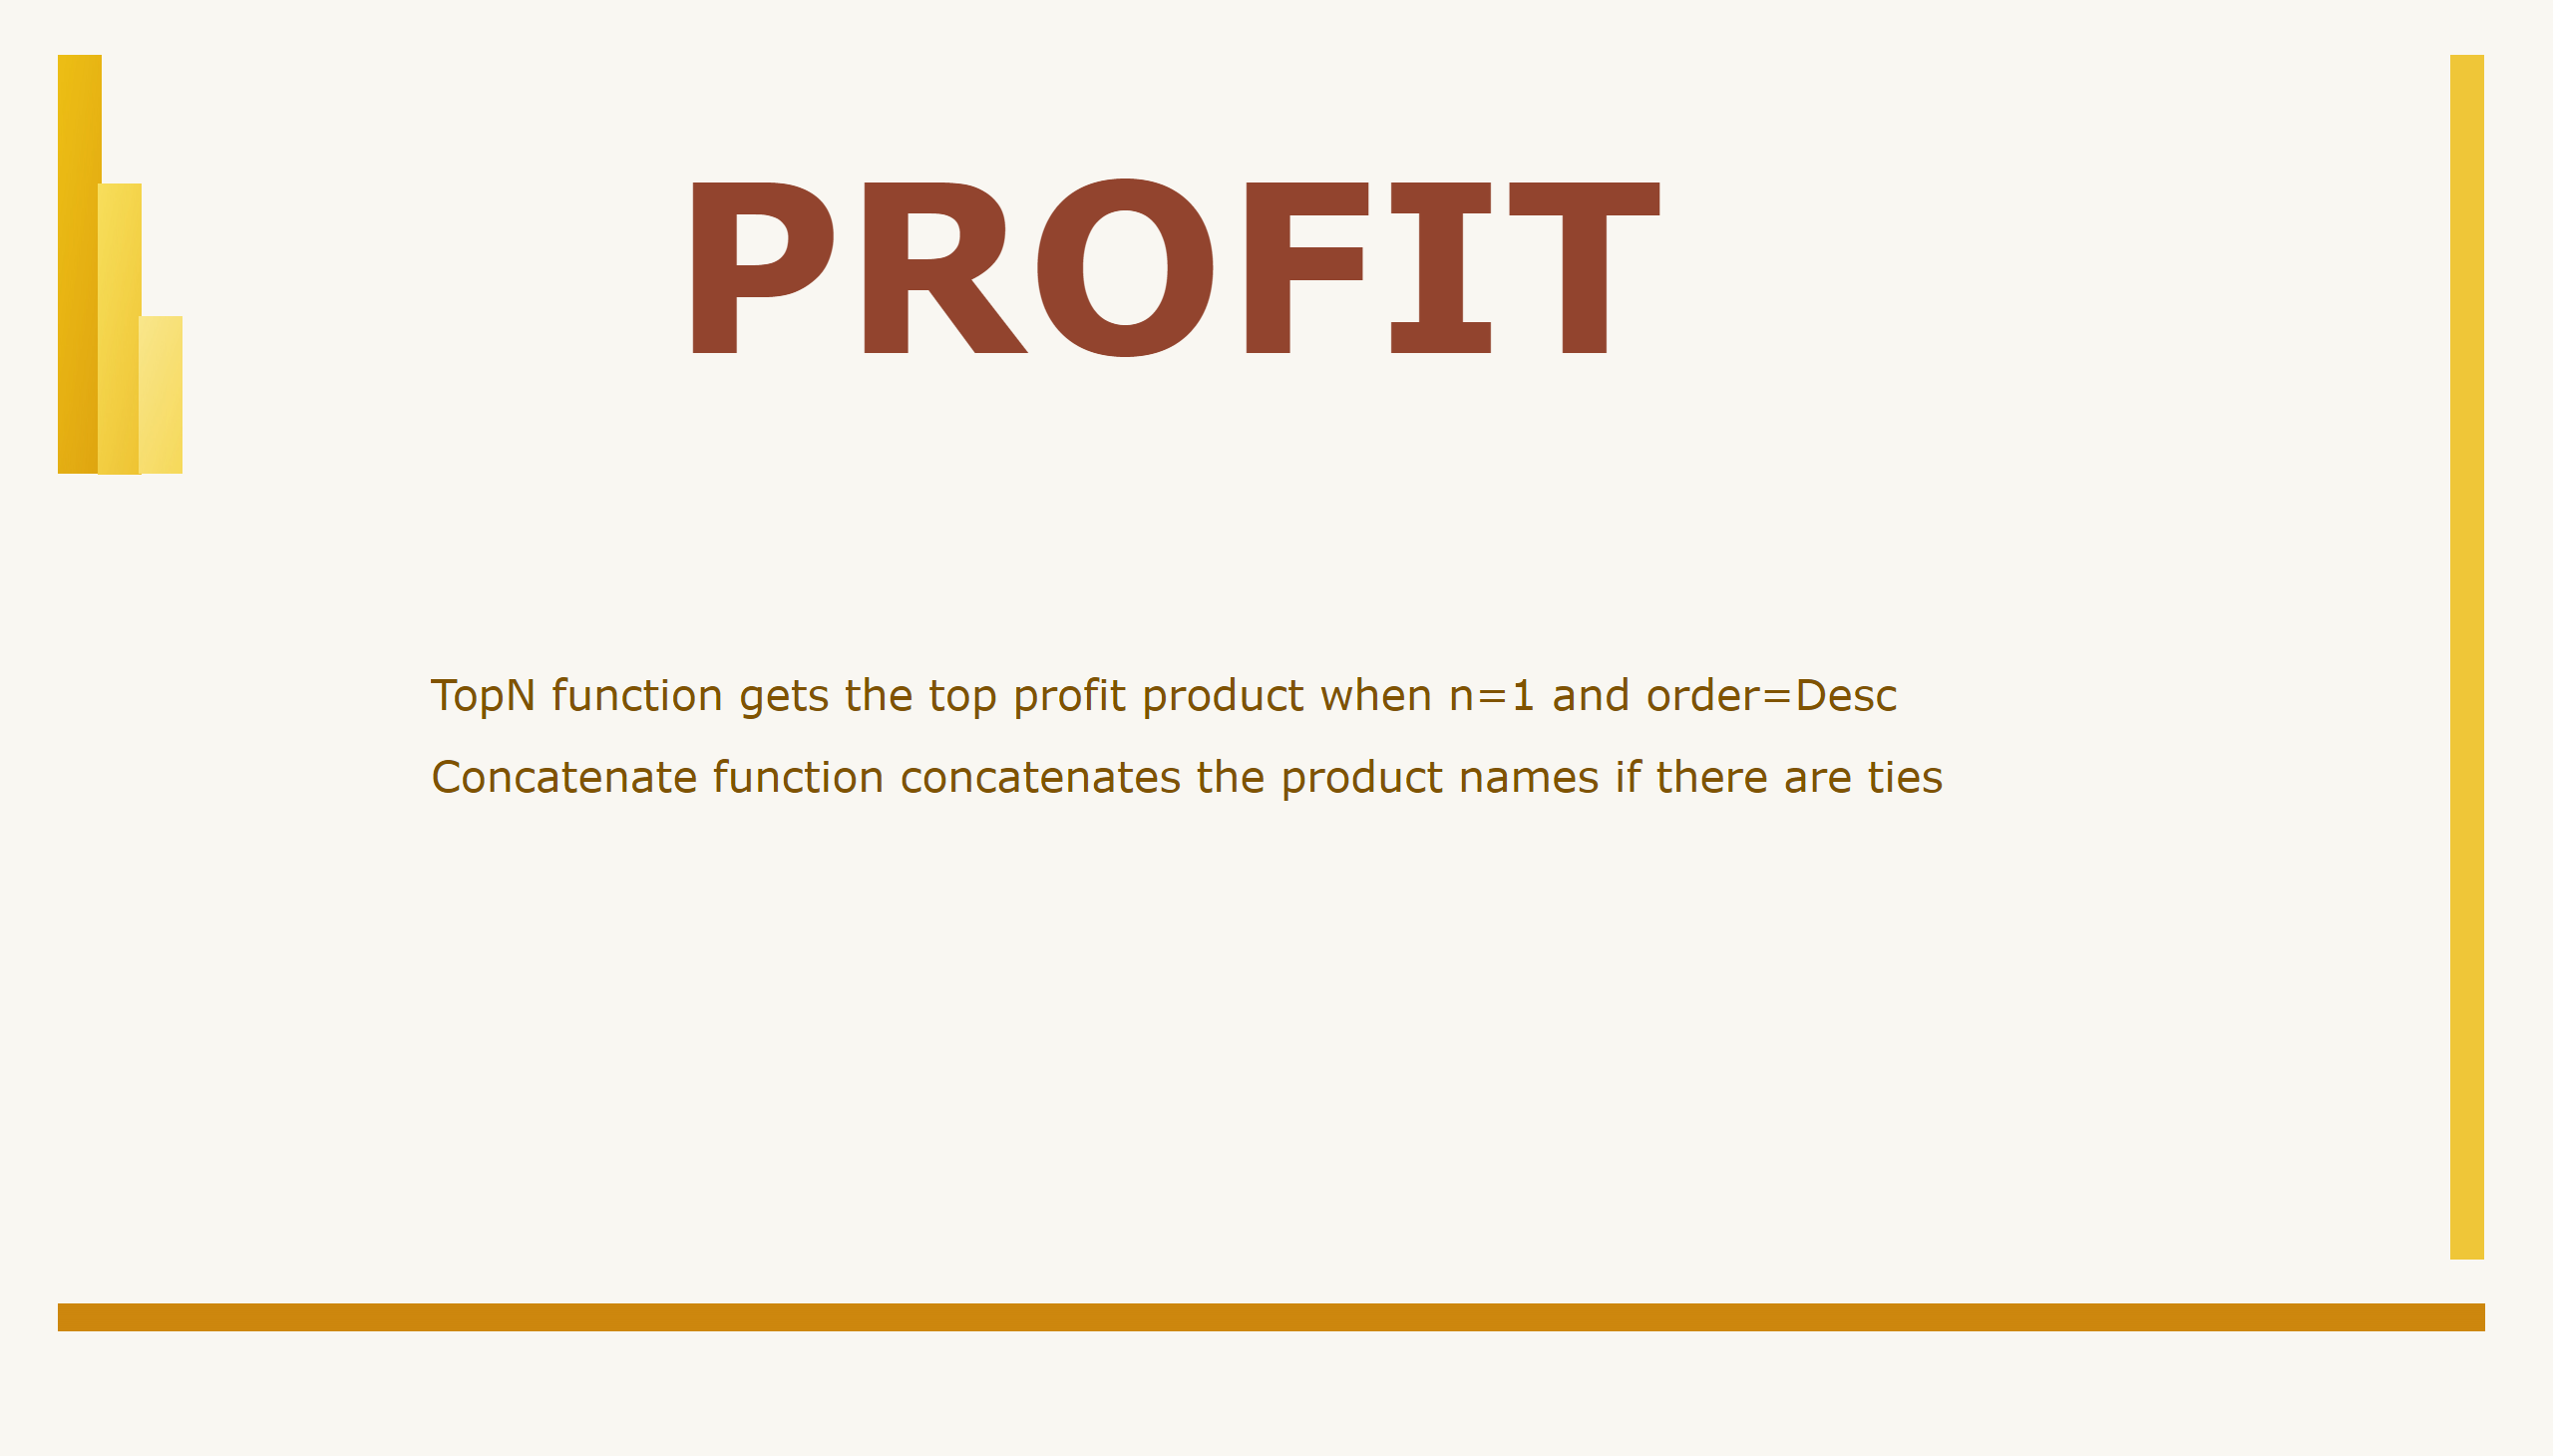 PROFIT
TopN function gets the top profit product when n=1 and order=Desc
Concatenate function concatenates the product names if there are ties